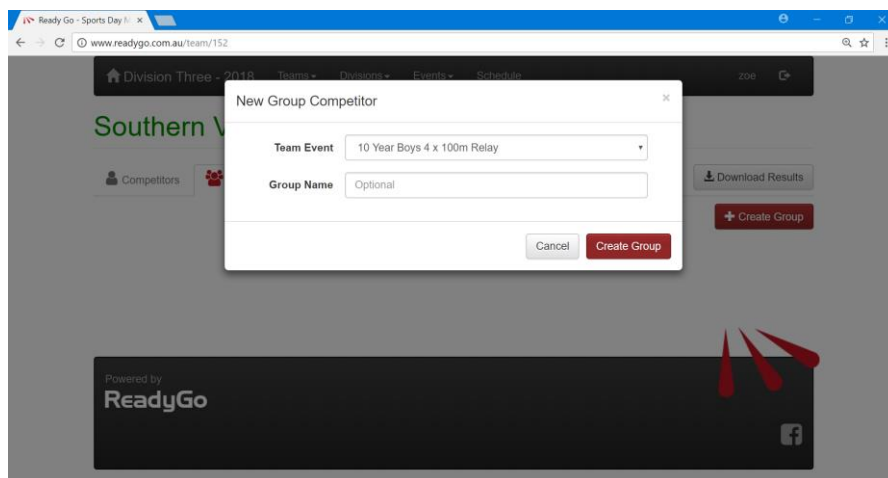 Ready Go - Sports Day
www.readygo.com.au/team/152
Division Three - 2018 Teams Divisions Events Schedule zoe
New Group Competitor ×
Southern V
Team Event 10 Year Boys 4 x 100m Relay
Competitors Download Results
Group Name Optional
Create Group
Cancel Create Group
Powered by
ReadyGo